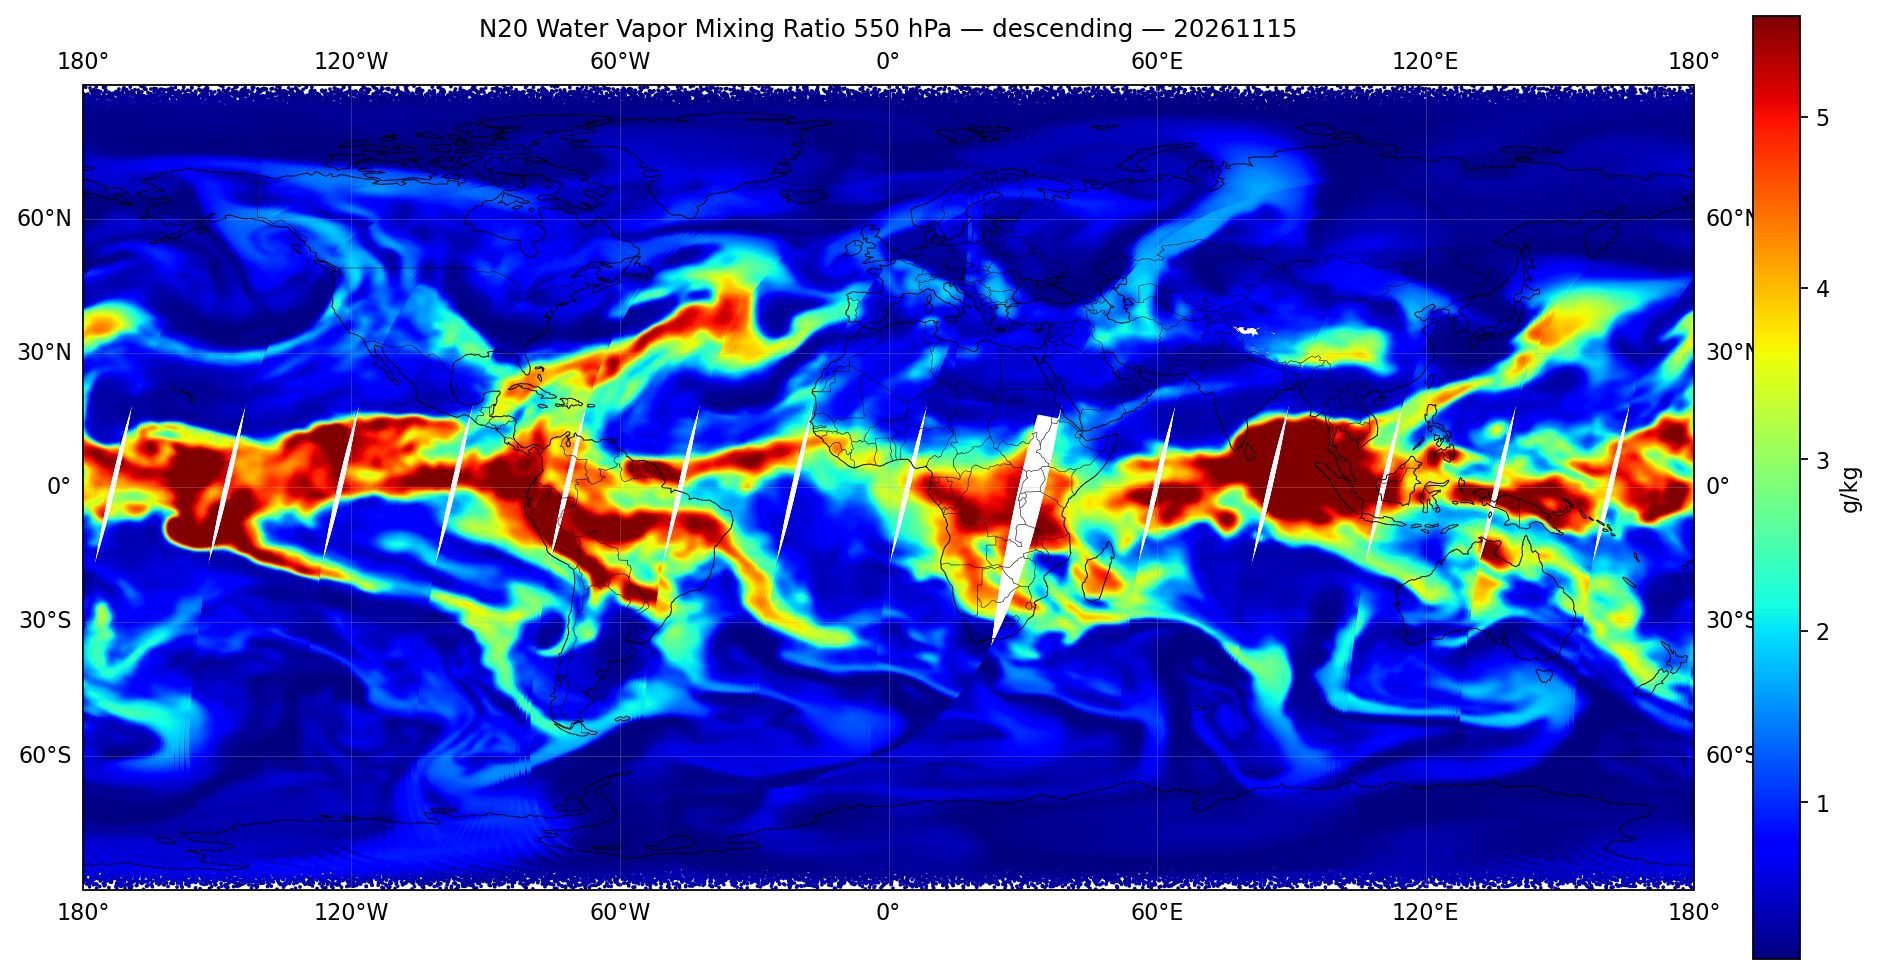 N20 Water Vapor Mixing Ratio 550 hPa — descending — 20261115
180° 120°W 60°W 0° 60°E 120°E 180°
60°N 60°N
30°N 30°N
0° 0°
30°S 30°S
60°S 60°S
180° 120°W 60°W 0° 60°E 120°E 180°
5
4
3
2
1
g/kg